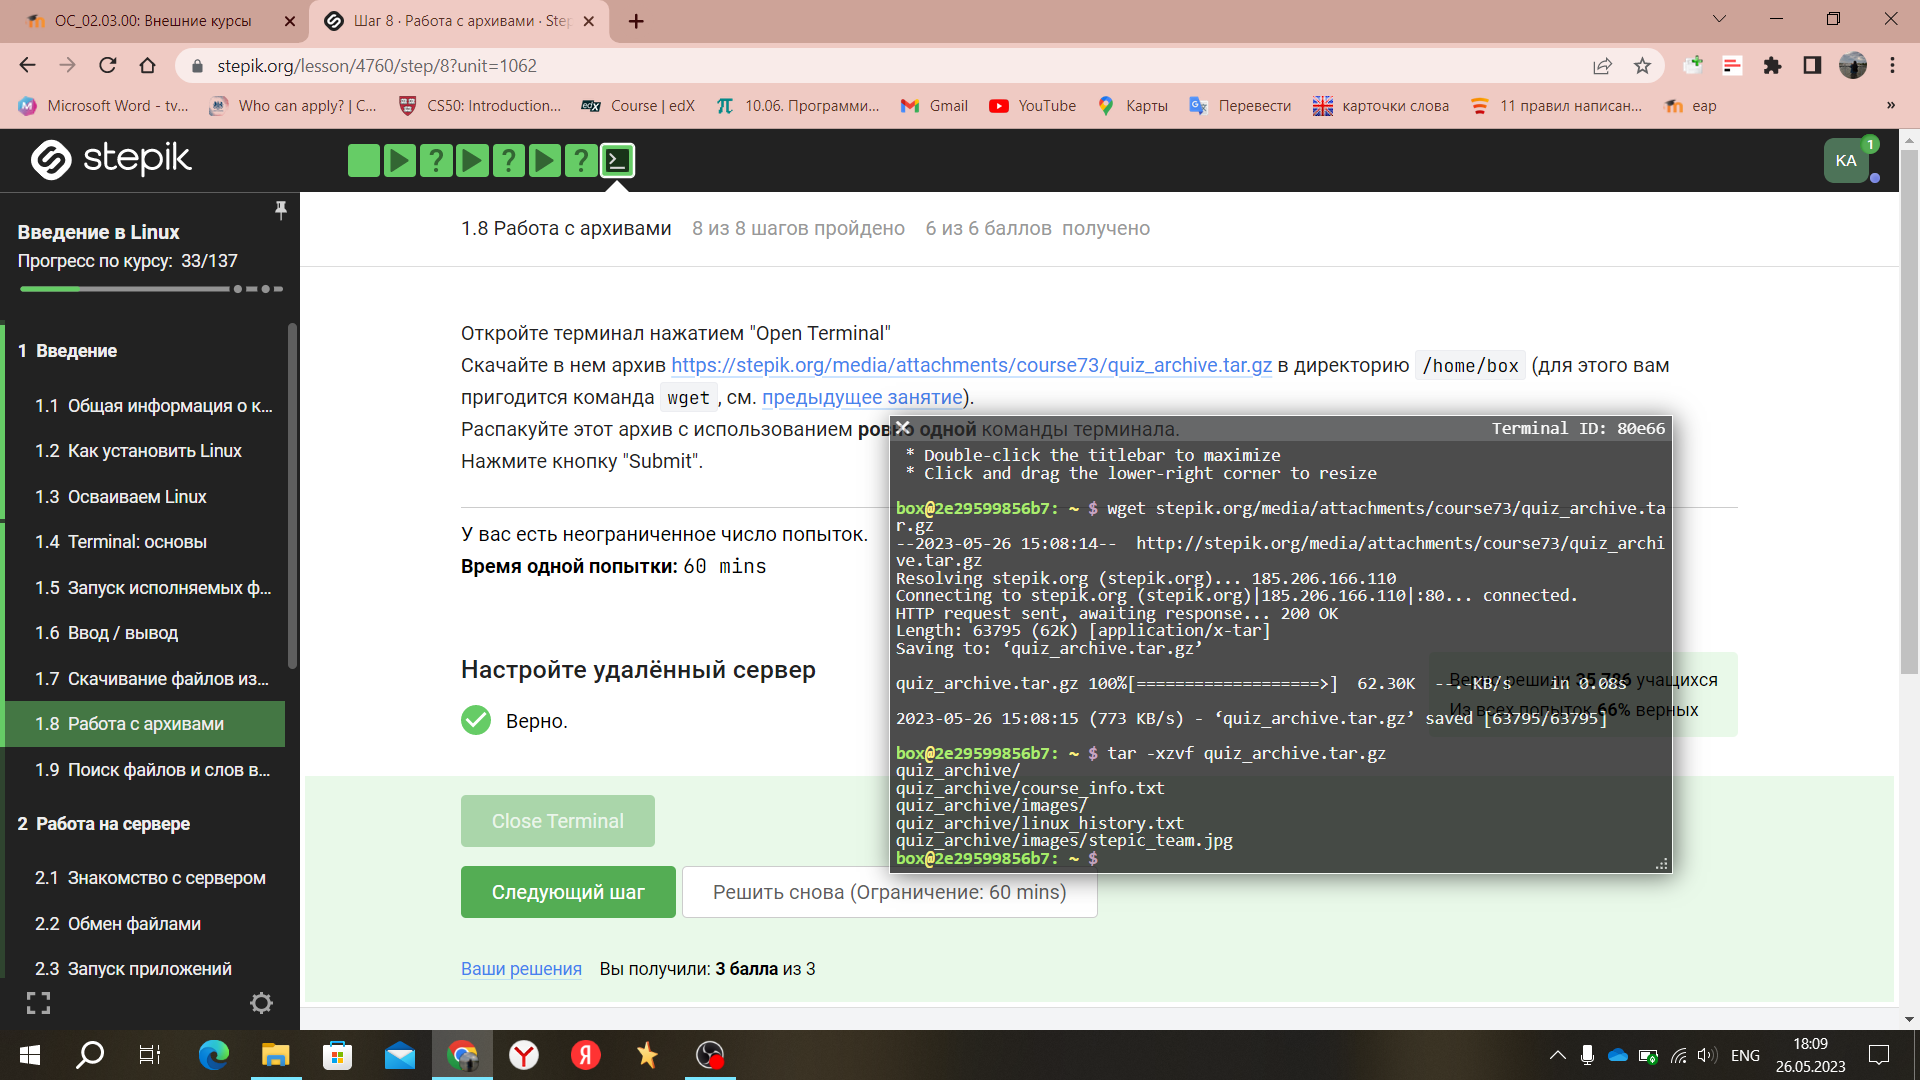 ОС_02.03.00: Внешние курсы
Шаг 8 · Работа с архивами · Step
stepik.org/lesson/4760/step/8?unit=1062
Microsoft Word - tv...
Who can apply? | C...
CS50: Introduction...
edX
Course | edX
10.06. Программи...
Gmail
YouTube
Карты
Перевести
карточки слова
11 правил написан...
eap
»
stepik
KA
1
Введение в Linux
Прогресс по курсу: 33/137
1 Введение
1.1 Общая информация о к...
1.2 Как установить Linux
1.3 Осваиваем Linux
1.4 Terminal: основы
1.5 Запуск исполняемых ф...
1.6 Ввод / вывод
1.7 Скачивание файлов из...
1.8 Работа с архивами
1.9 Поиск файлов и слов в...
2 Работа на сервере
2.1 Знакомство с сервером
2.2 Обмен файлами
2.3 Запуск приложений
1.8 Работа с архивами 8 из 8 шагов пройдено 6 из 6 баллов получено
Откройте терминал нажатием "Open Terminal"
Скачайте в нем архив https://stepik.org/media/attachments/course73/quiz_archive.tar.gz в директорию /home/box (для этого вам
пригодится команда wget , см. предыдущее занятие).
Распакуйте этот архив с использованием ровно одной команды терминала.
Нажмите кнопку "Submit".
У вас есть неограниченное число попыток.
Время одной попытки: 60 mins
Настройте удалённый сервер
Верно.
Верно решили 35 786 учащихся
Из всех попыток 66% верных
Close Terminal
Следующий шаг
Решить снова (Ограничение: 60 mins)
Ваши решения Вы получили: 3 балла из 3
Terminal ID: 80e66
* Double-click the titlebar to maximize
* Click and drag the lower-right corner to resize
box@2e29599856b7: ~ $ wget stepik.org/media/attachments/course73/quiz_archive.ta
r.gz
--2023-05-26 15:08:14-- http://stepik.org/media/attachments/course73/quiz_archi
ve.tar.gz
Resolving stepik.org (stepik.org)... 185.206.166.110
Connecting to stepik.org (stepik.org)|185.206.166.110|:80... connected.
HTTP request sent, awaiting response... 200 OK
Length: 63795 (62K) [application/x-tar]
Saving to: ‘quiz_archive.tar.gz’
quiz_archive.tar.gz 100%[===================>] 62.30K --.-KB/s in 0.08s
2023-05-26 15:08:15 (773 KB/s) - ‘quiz_archive.tar.gz’ saved [63795/63795]
box@2e29599856b7: ~ $ tar -xzvf quiz_archive.tar.gz
quiz_archive/
quiz_archive/course_info.txt
quiz_archive/images/
quiz_archive/linux_history.txt
quiz_archive/images/stepic_team.jpg
box@2e29599856b7: ~ $
ENG
18:09
26.05.2023